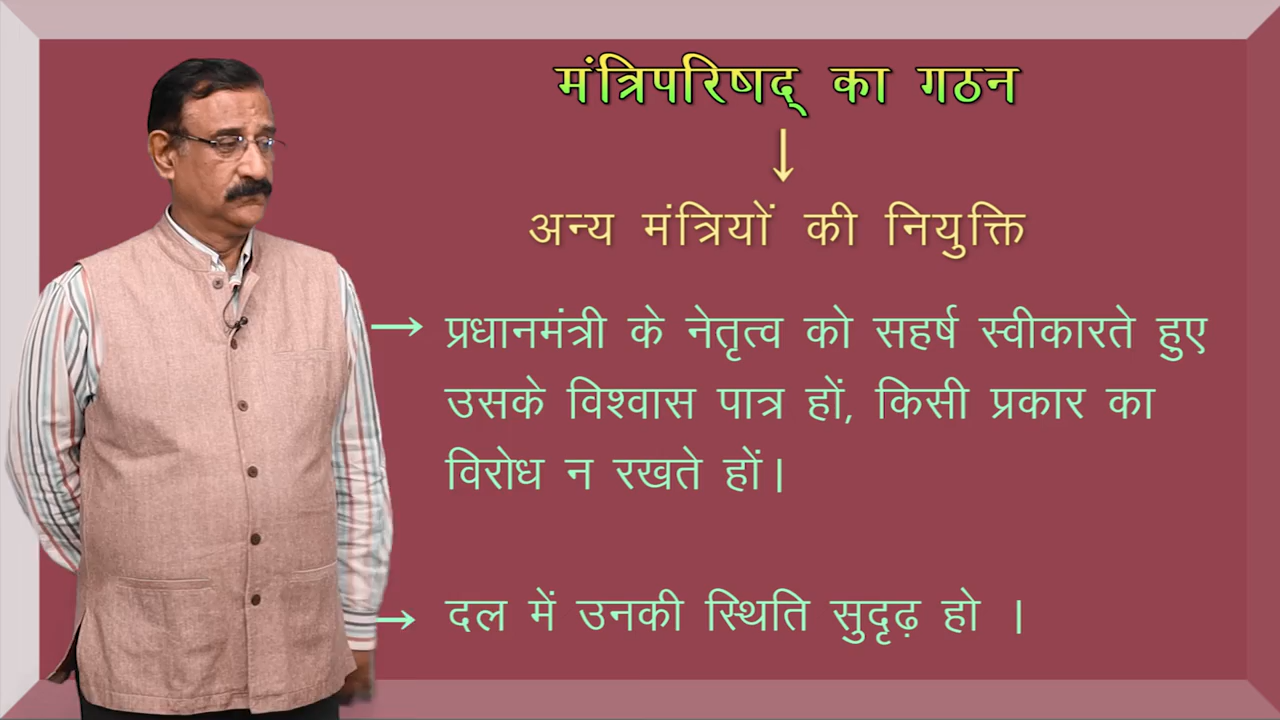 मंत्रिपरिषद् का गठन
↓
अन्य मंत्रियों की नियुक्ति
→ प्रधानमंत्री के नेतृत्व को सहर्ष स्वीकारते हुए
उसके विश्वास पात्र हों, किसी प्रकार का
विरोध न रखते हों।
→ दल में उनकी स्थिति सुदृढ़ हो ।